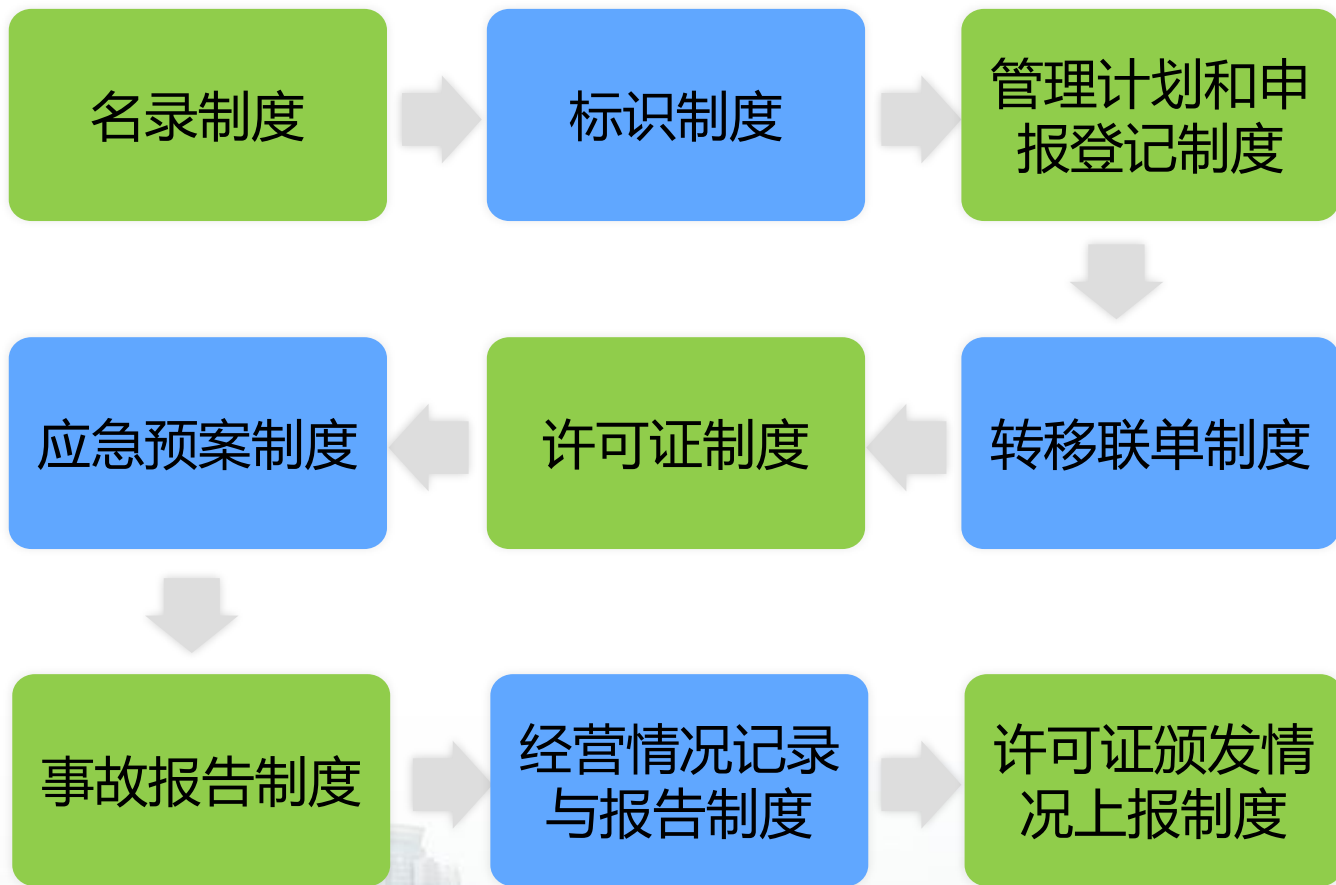 名录制度
标识制度
管理计划和申
报登记制度
转移联单制度
许可证制度
应急预案制度
事故报告制度
经营情况记录
与报告制度
许可证颁发情
况上报制度